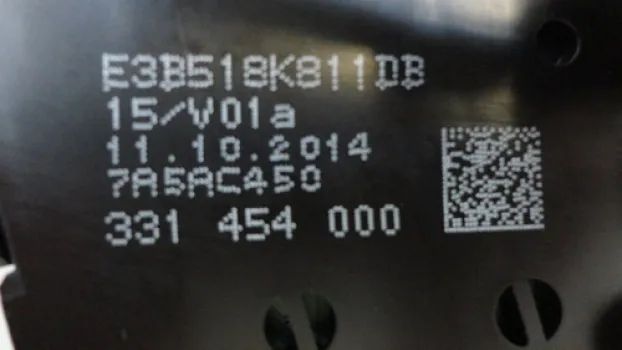 E3B518K811DB
15/V01a
11.10.2014
7A5AC450
331 454 000